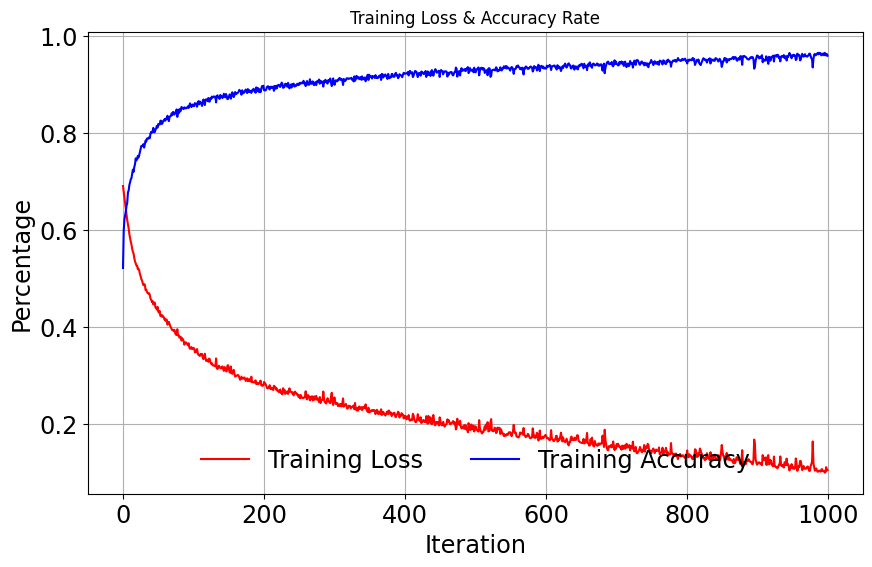 Training Loss & Accuracy Rate
1.0
0.8
0.6
0.4
0.2
Percentage
Training Loss Training Accuracy
0 200 400 600 800 1000
Iteration